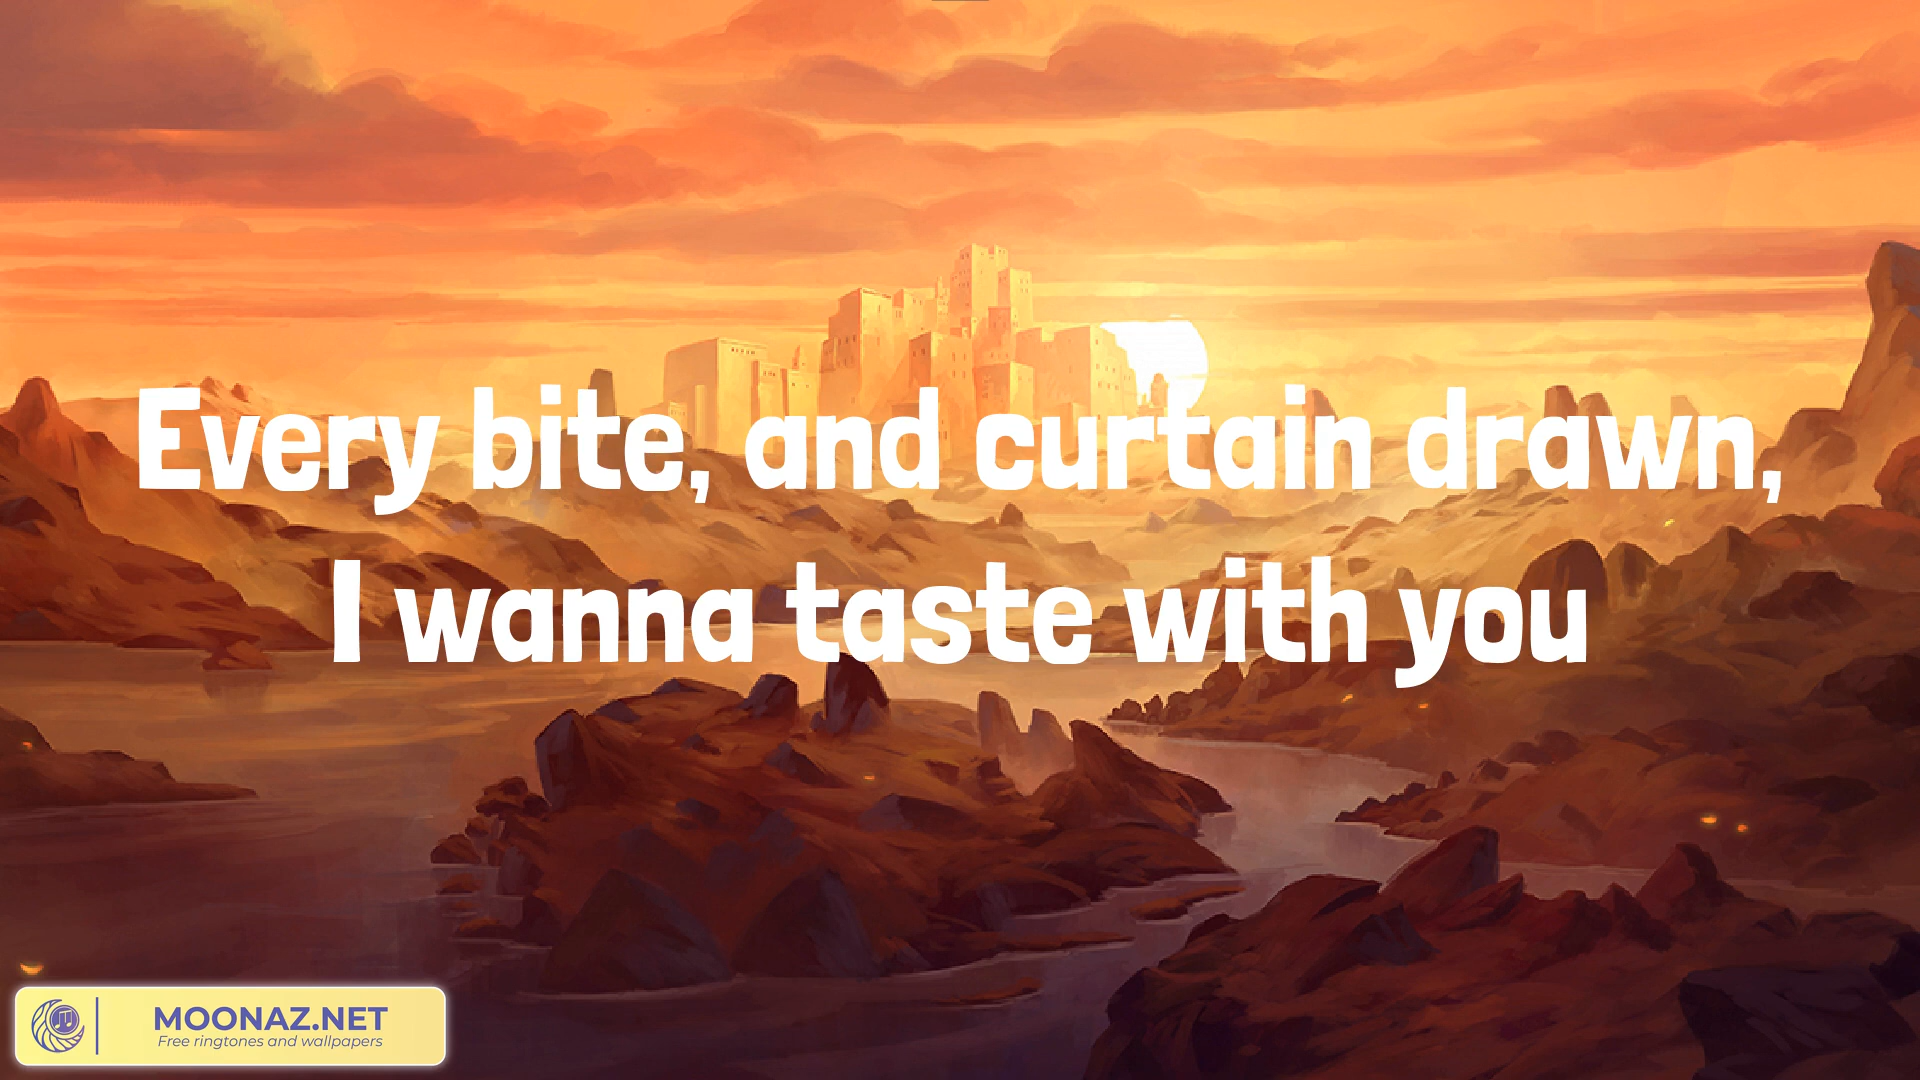 Every bite, and curtain drawn,
I wanna taste with you
MOONAZ.NET
Free ringtones and wallpapers